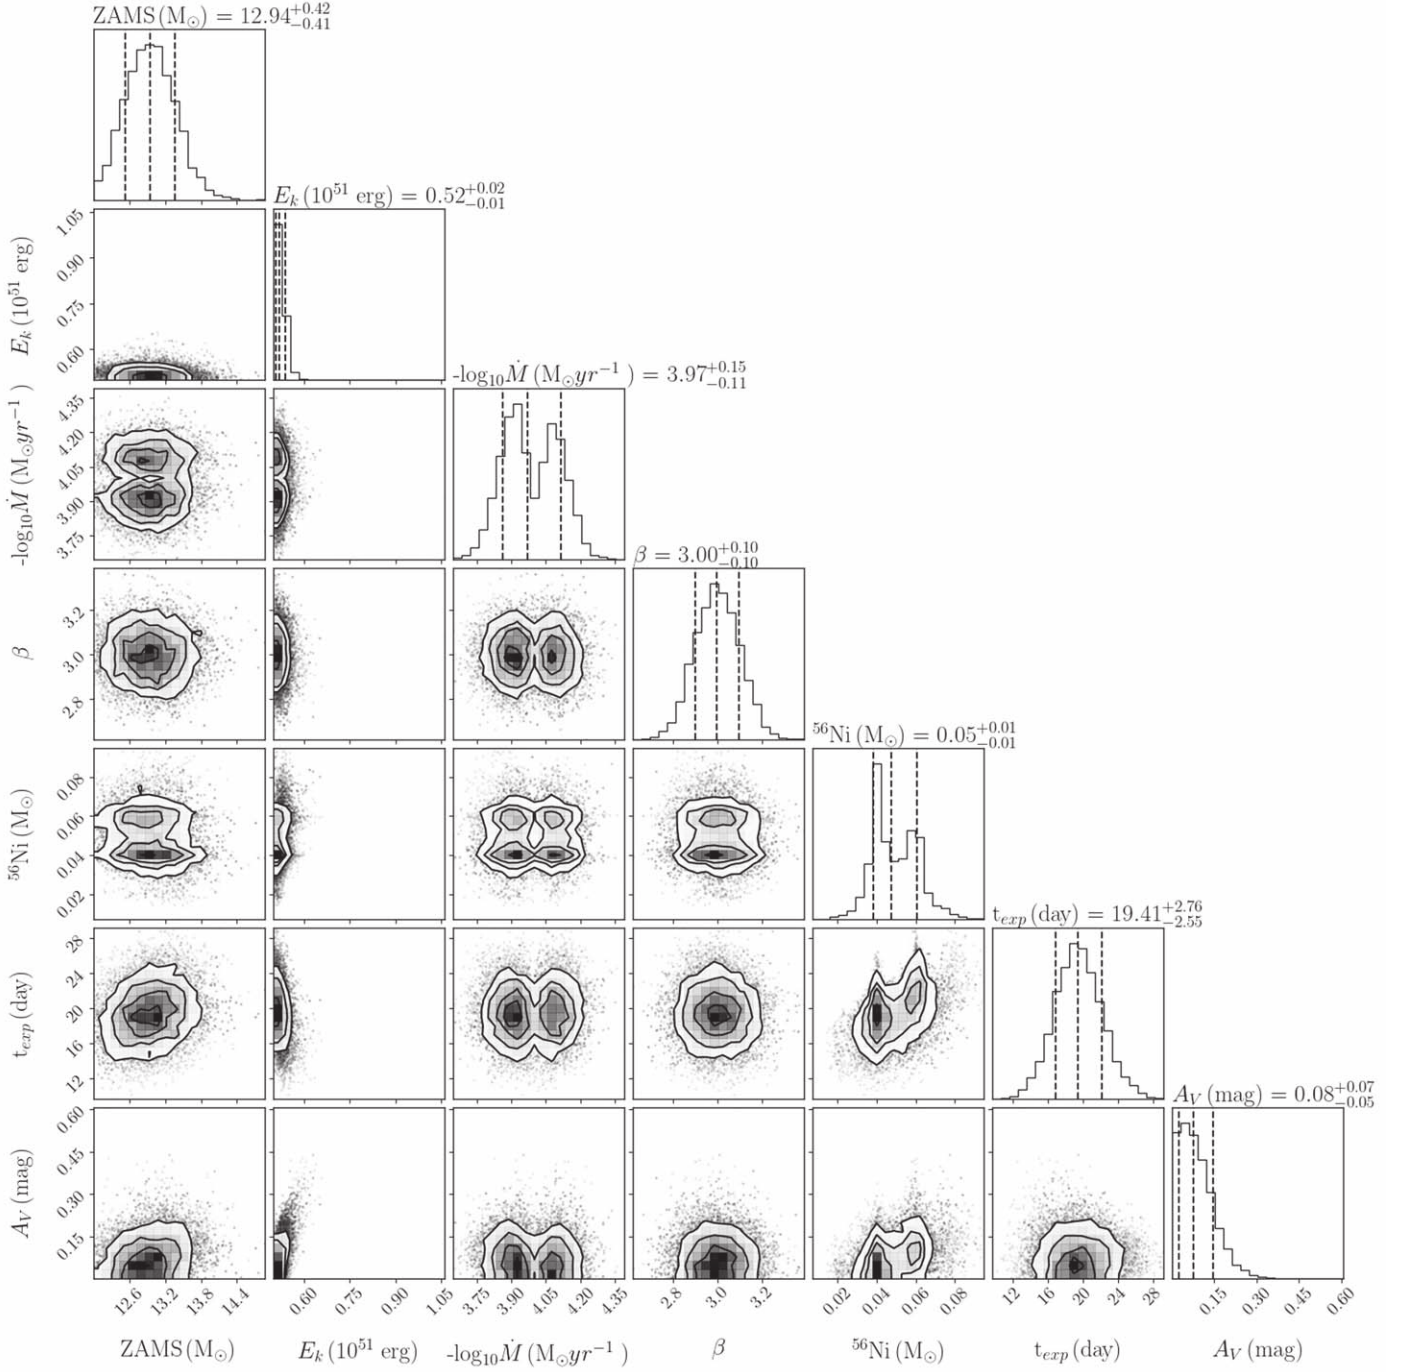 ZAMS (M⊙) = 12.94+0.42−0.41
Ek (10^51 erg) = 0.52+0.02−0.01
1.05
0.90
0.75
0.60
Ek (10^51 erg)
-log10Ṁ (M⊙yr−1 ) = 3.97+0.15−0.11
4.35
4.20
4.05
3.90
3.75
-log10Ṁ (M⊙yr−1 )
β = 3.00+0.10−0.10
3.2
3.0
2.8
β
56Ni (M⊙) = 0.05+0.01−0.01
0.08
0.06
0.04
0.02
56Ni (M⊙)
texp (day) = 19.41+2.76−2.55
28
24
20
16
12
texp (day)
AV (mag) = 0.08+0.07−0.05
0.60
0.45
0.30
0.15
AV (mag)
12.6 13.2 13.8 14.4 0.60 0.75 0.90 1.05 3.75 3.90 4.05 4.20 4.35 2.8 3.0 3.2 0.02 0.04 0.06 0.08 12 16 20 24 28 0.15 0.30 0.45 0.60
ZAMS (M⊙) Ek (10^51 erg) -log10Ṁ (M⊙yr−1 ) β 56Ni (M⊙) texp (day) AV (mag)